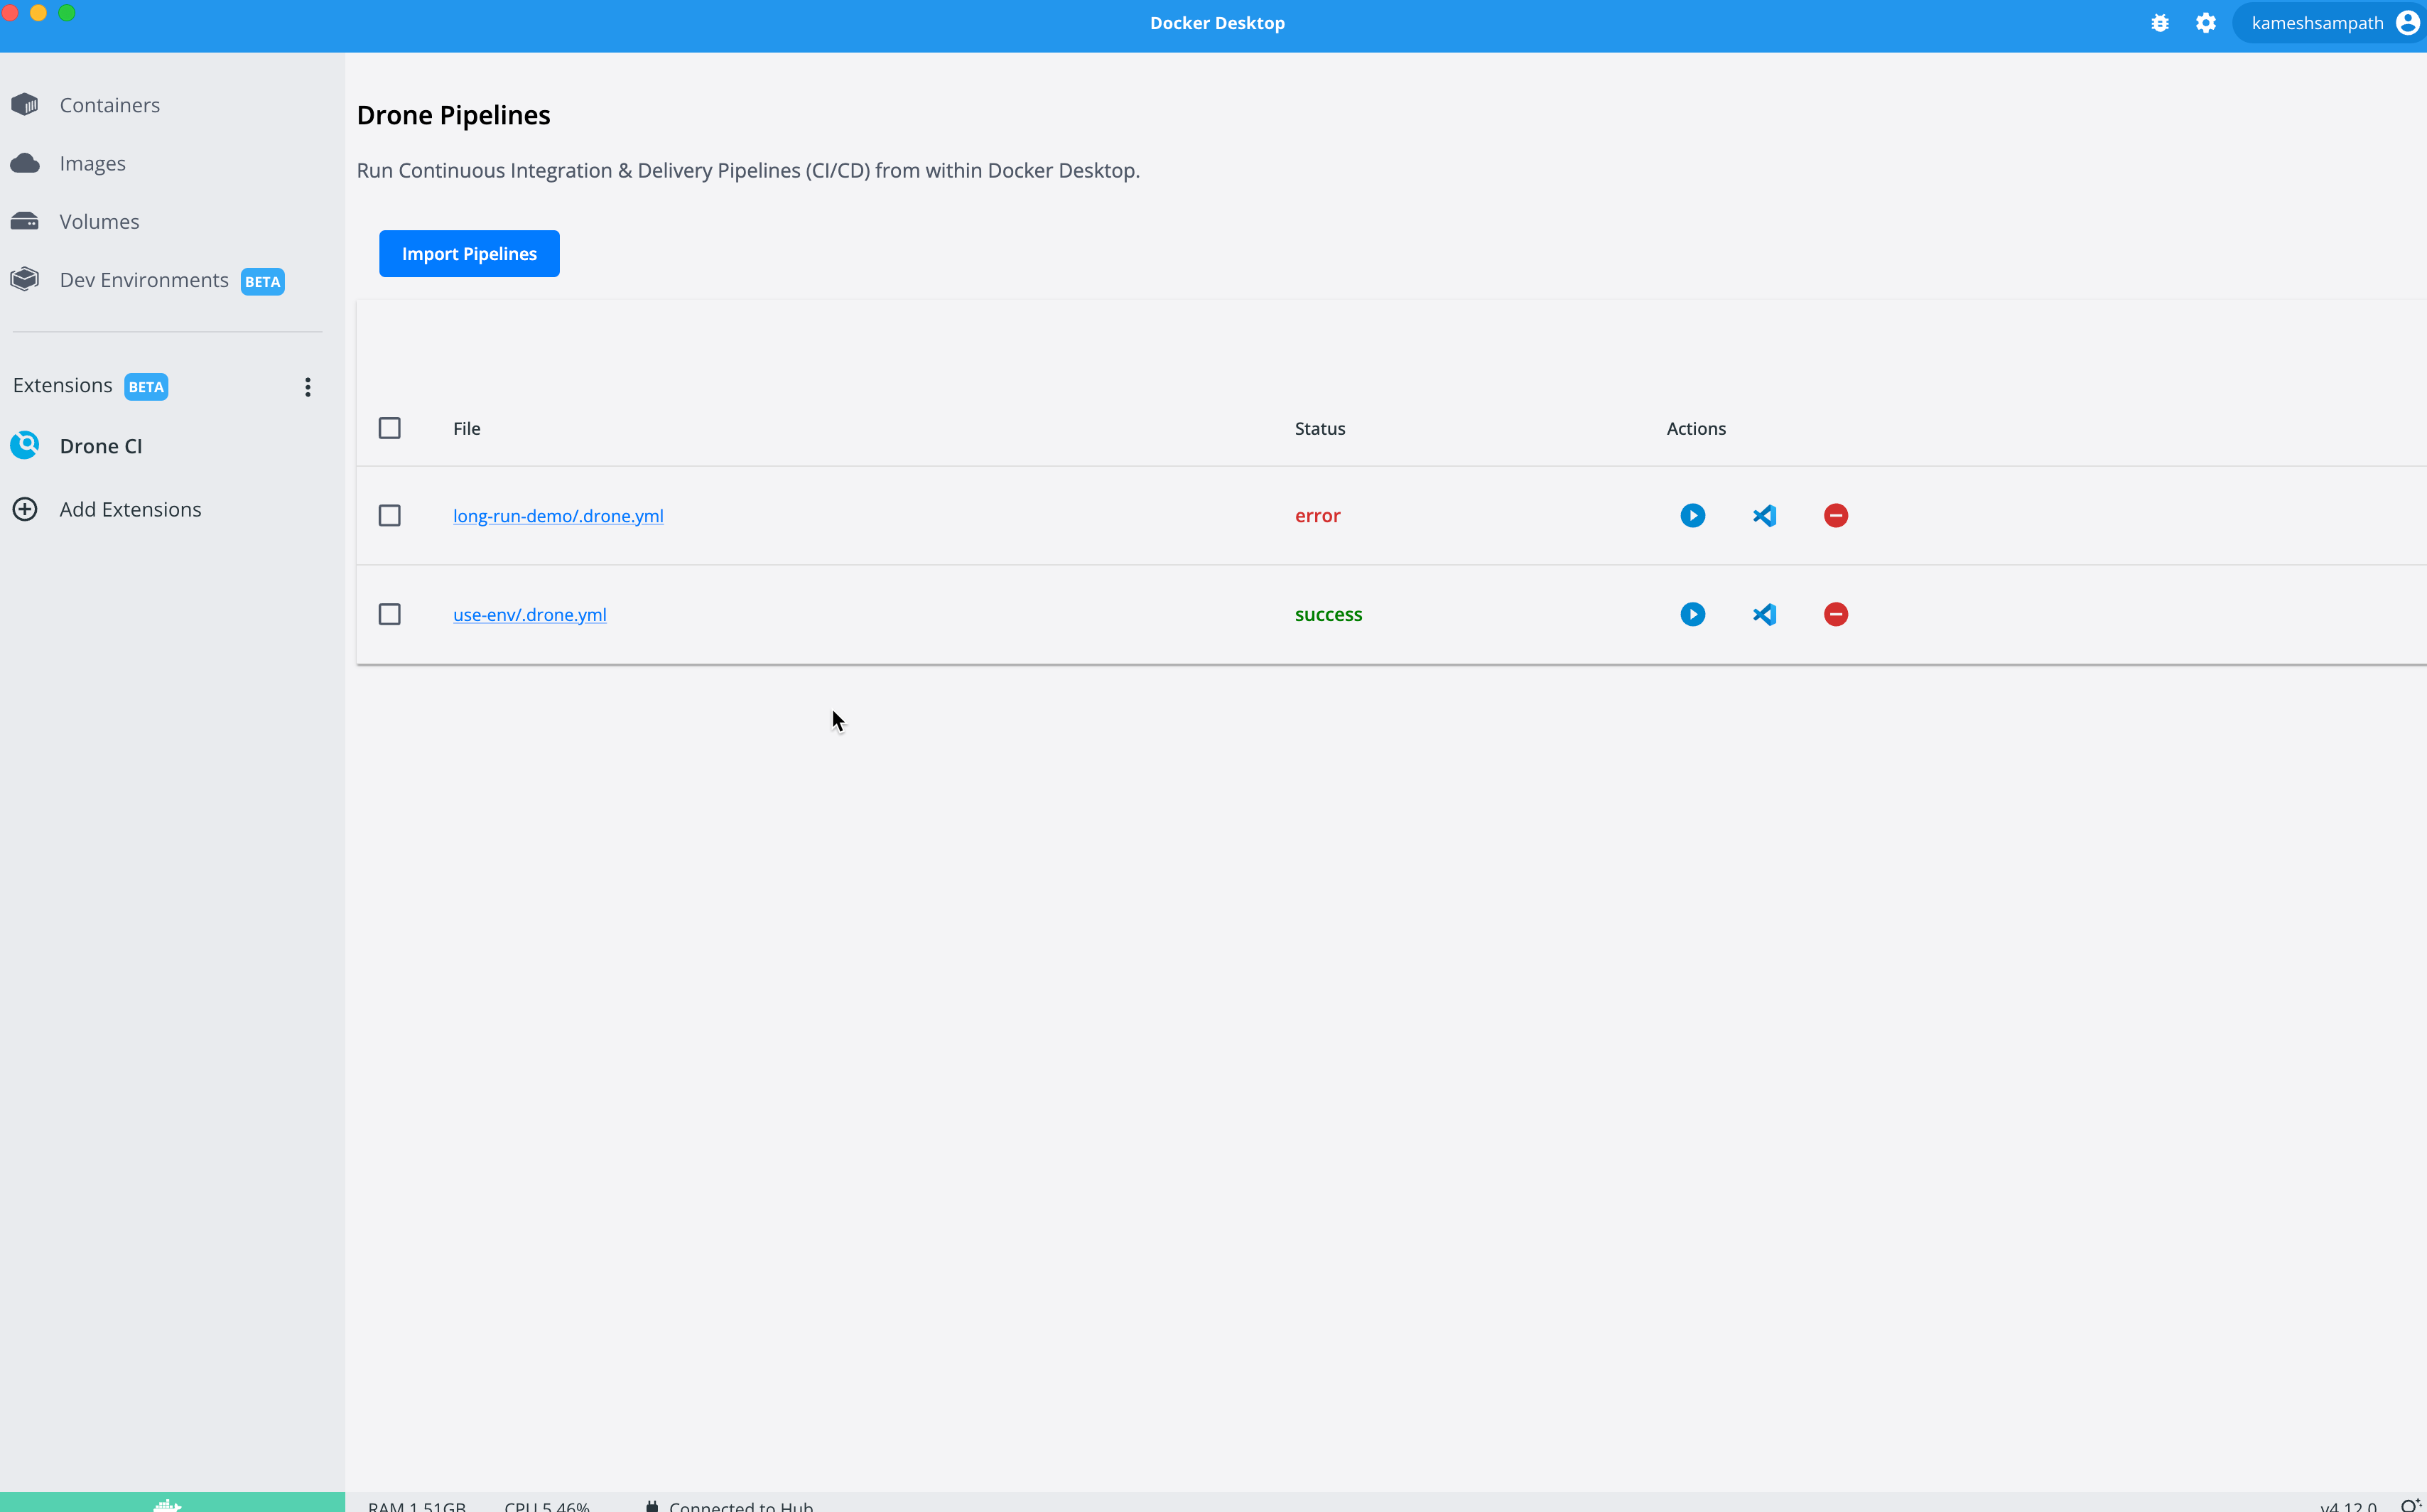 Docker Desktop
kameshsampath
Containers
Images
Volumes
Dev Environments BETA
Extensions BETA
Drone CI
Add Extensions
Drone Pipelines
Run Continuous Integration & Delivery Pipelines (CI/CD) from within Docker Desktop.
Import Pipelines
File Status Actions
long-run-demo/.drone.yml error
use-env/.drone.yml success
RAM 1.51GB CPU 5.46% Connected to Hub v4.12.0